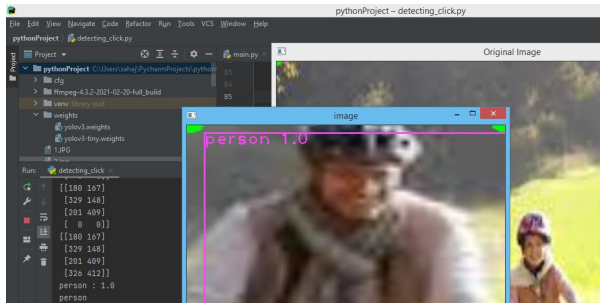 pythonProject – detecting_click.py
File Edit View Navigate Code Refactor Run Tools VCS Window Help
pythonProject detecting_click.py
Project
main.py
Original Image
pythonProject C:\Users\sahaj\PycharmProjects\python
cfg
ffmpeg-4.3.2-2021-02-20-full_build
venv library root
weights
yolov3.weights
yolov3-tiny.weights
1.JPG
83
84
85
image
person 1.0
Run: detecting_click
[[180 167]
[329 148]
[201 409]
[ 0 0]]
[[180 167]
[329 148]
[201 409]
[326 412]]
person : 1.0
person